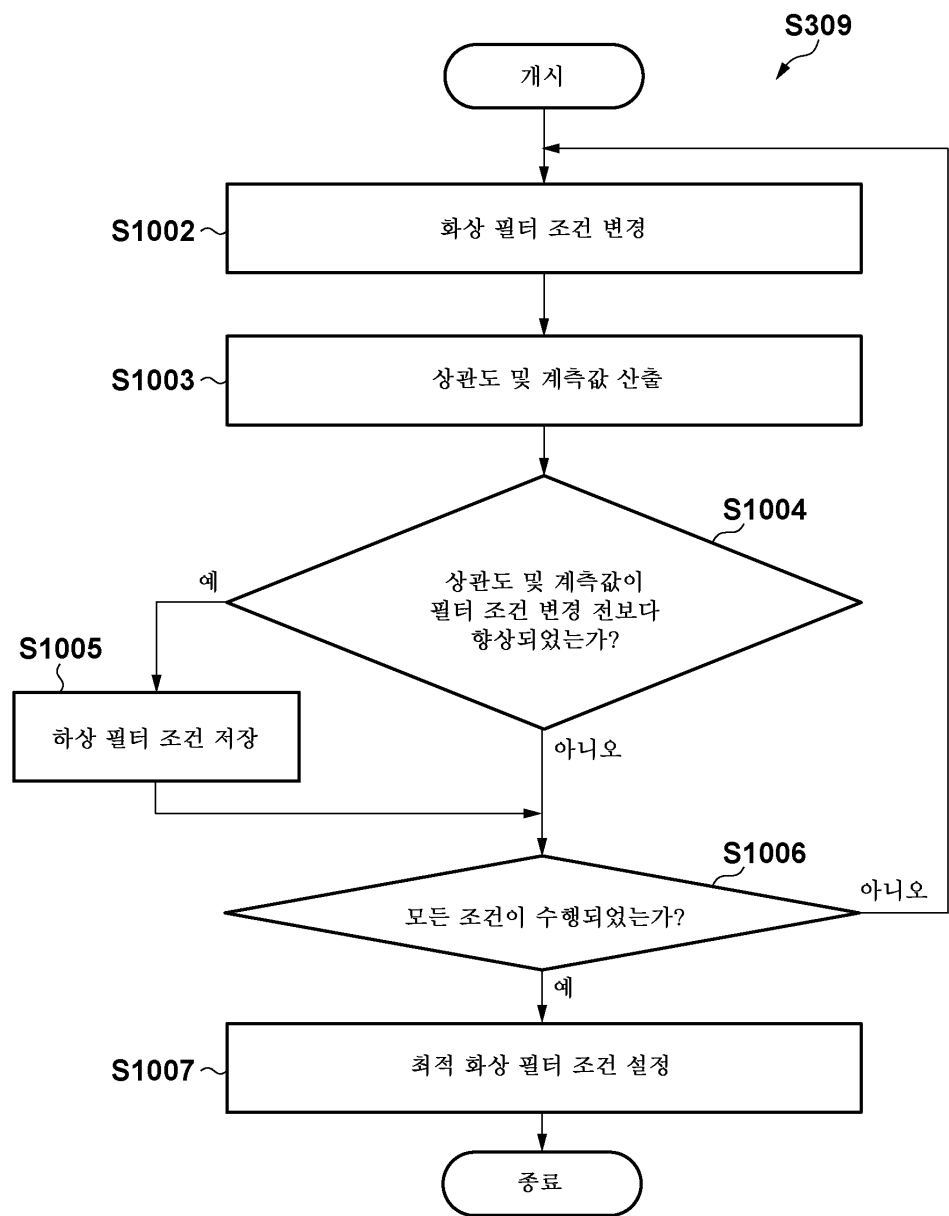 S309
개시
S1002
화상 필터 조건 변경
S1003
상관도 및 계측값 산출
S1004
상관도 및 계측값이
필터 조건 변경 전보다
향상되었는가?
예
S1005
하상 필터 조건 저장
아니오
S1006
모든 조건이 수행되었는가?
아니오
예
S1007
최적 화상 필터 조건 설정
종료